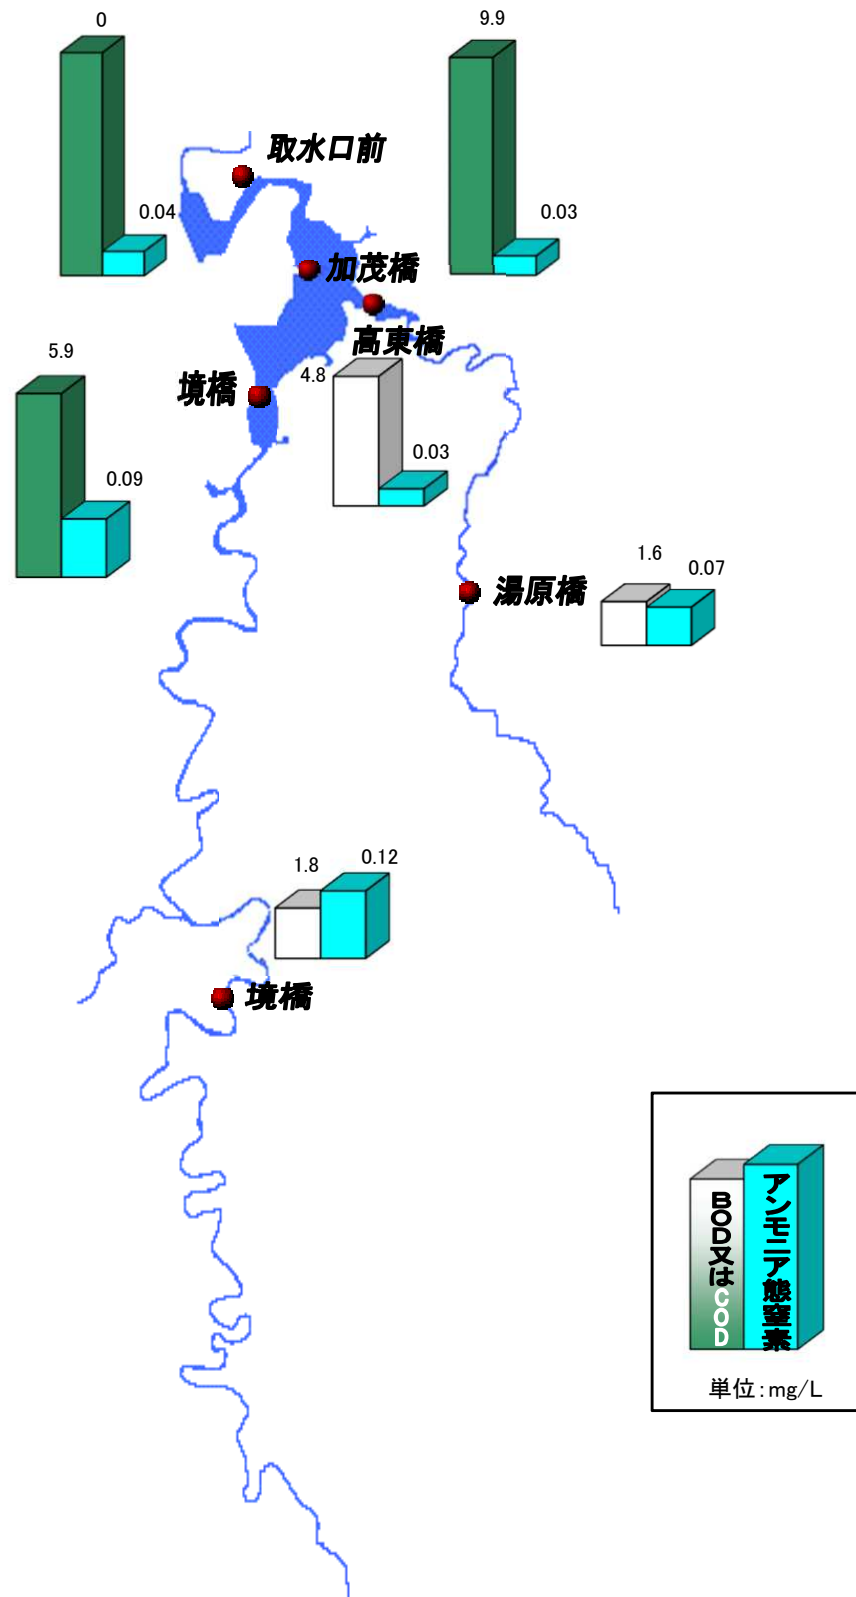 0
9.9
取水口前
0.04
0.03
加茂橋
高東橋
5.9
4.8
境橋
0.03
0.09
1.6
0.07
湯原橋
1.8
0.12
境橋
BOD又はCOD
アンモニア態窒素
単位:mg/L